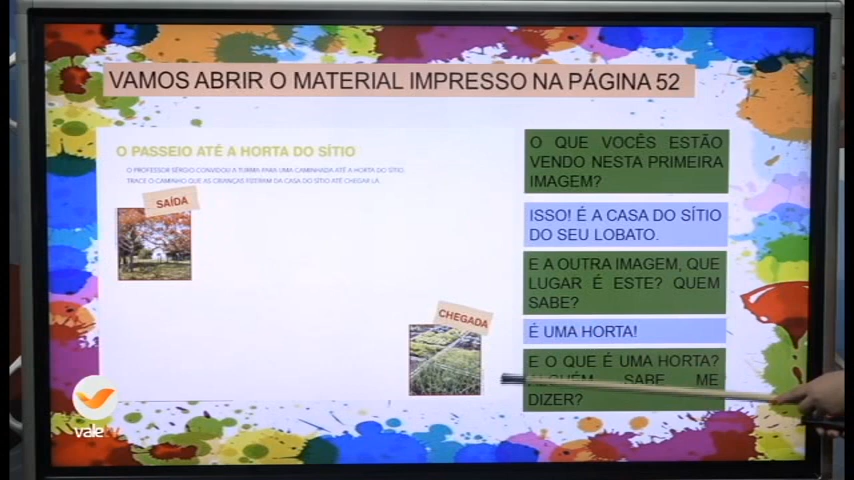 VAMOS ABRIR O MATERIAL IMPRESSO NA PÁGINA 52
O PASSEIO ATÉ A HORTA DO SÍTIO
O PROFESSOR SÉRGIO CONVIDOU A TURMA PARA UMA CAMINHADA ATÉ A HORTA DO SÍTIO.
TRACE O CAMINHO QUE AS CRIANÇAS FIZERAM DA CASA DO SÍTIO ATÉ CHEGAR LÁ.
SAÍDA
CHEGADA
O QUE VOCÊS ESTÃO
VENDO NESTA PRIMEIRA
IMAGEM?
ISSO! É A CASA DO SÍTIO
DO SEU LOBATO.
E A OUTRA IMAGEM, QUE
LUGAR É ESTE? QUEM
SABE?
É UMA HORTA!
E O QUE É UMA HORTA?
ALGUÉM SABE ME
DIZER?
valeTV